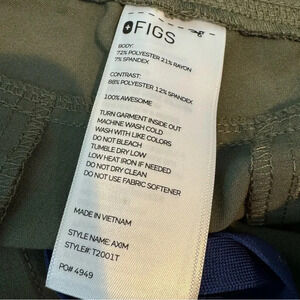 FIGS
BODY:
72% POLYESTER 21% RAYON
7% SPANDEX
CONTRAST:
88% POLYESTER 12% SPANDEX
100% AWESOME
TURN GARMENT INSIDE OUT
MACHINE WASH COLD
WASH WITH LIKE COLORS
DO NOT BLEACH
TUMBLE DRY LOW
LOW HEAT IRON IF NEEDED
DO NOT DRY CLEAN
DO NOT USE FABRIC SOFTENER
MADE IN VIETNAM
STYLE NAME: AXIM
STYLE#: T2001T
PO# 4949